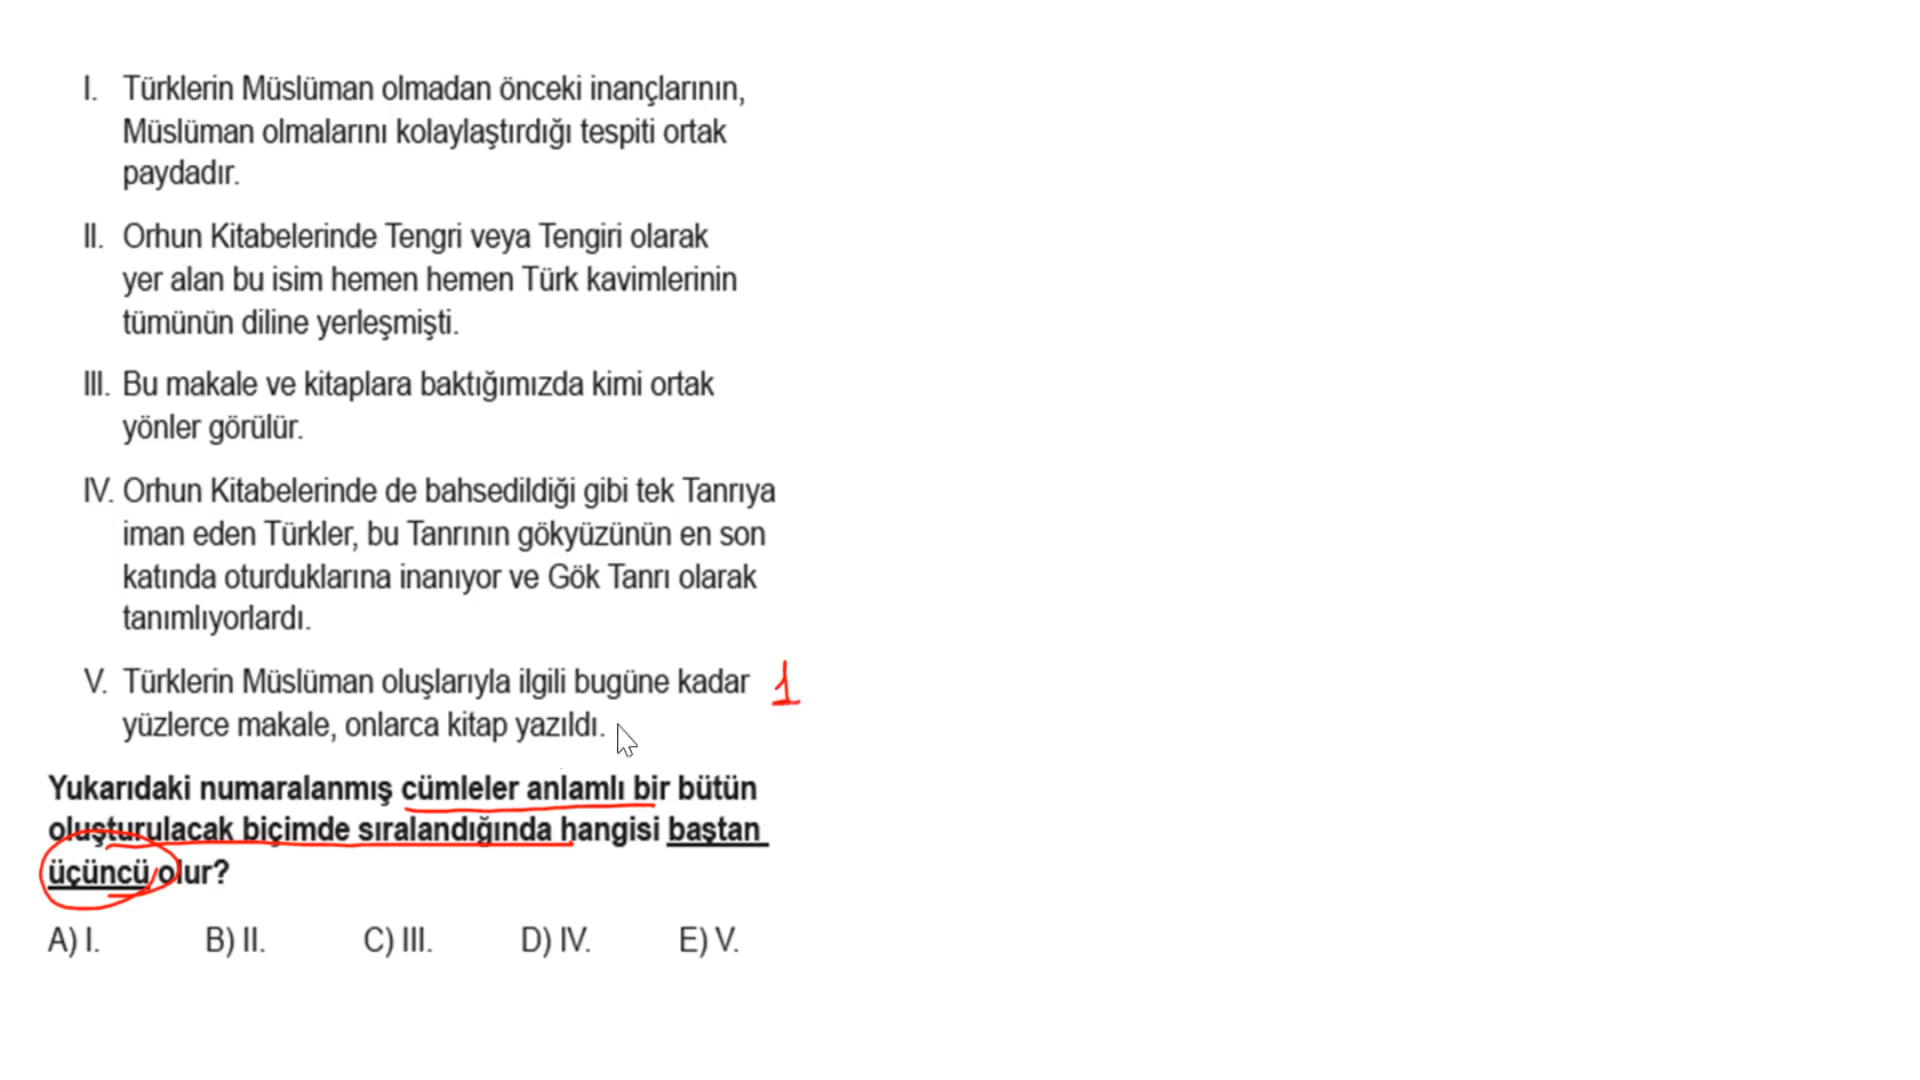 I. Türklerin Müslüman olmadan önceki inançlarının,
Müslüman olmalarını kolaylaştırdığı tespiti ortak
paydadır.
II. Orhun Kitabelerinde Tengri veya Tengiri olarak
yer alan bu isim hemen hemen Türk kavimlerinin
tümünün diline yerleşmişti.
III. Bu makale ve kitaplara baktığımızda kimi ortak
yönler görülür.
IV. Orhun Kitabelerinde de bahsedildiği gibi tek Tanrıya
iman eden Türkler, bu Tanrının gökyüzünün en son
katında oturduklarına inanıyor ve Gök Tanrı olarak
tanımlıyorlardı.
V. Türklerin Müslüman oluşlarıyla ilgili bugüne kadar 1
yüzlerce makale, onlarca kitap yazıldı.
Yukarıdaki numaralanmış cümleler anlamlı bir bütün
oluşturulacak biçimde sıralandığında hangisi baştan
üçüncü olur?
A) I. B) II. C) III. D) IV. E) V.